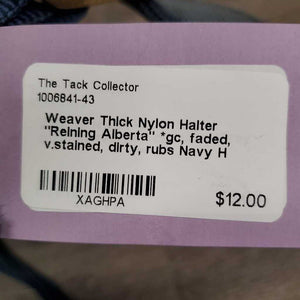 The Tack Collector
1006841-43
Weaver Thick Nylon Halter
"Reining Alberta" *gc, faded,
v.stained, dirty, rubs Navy H
XAGHPA
$12.00